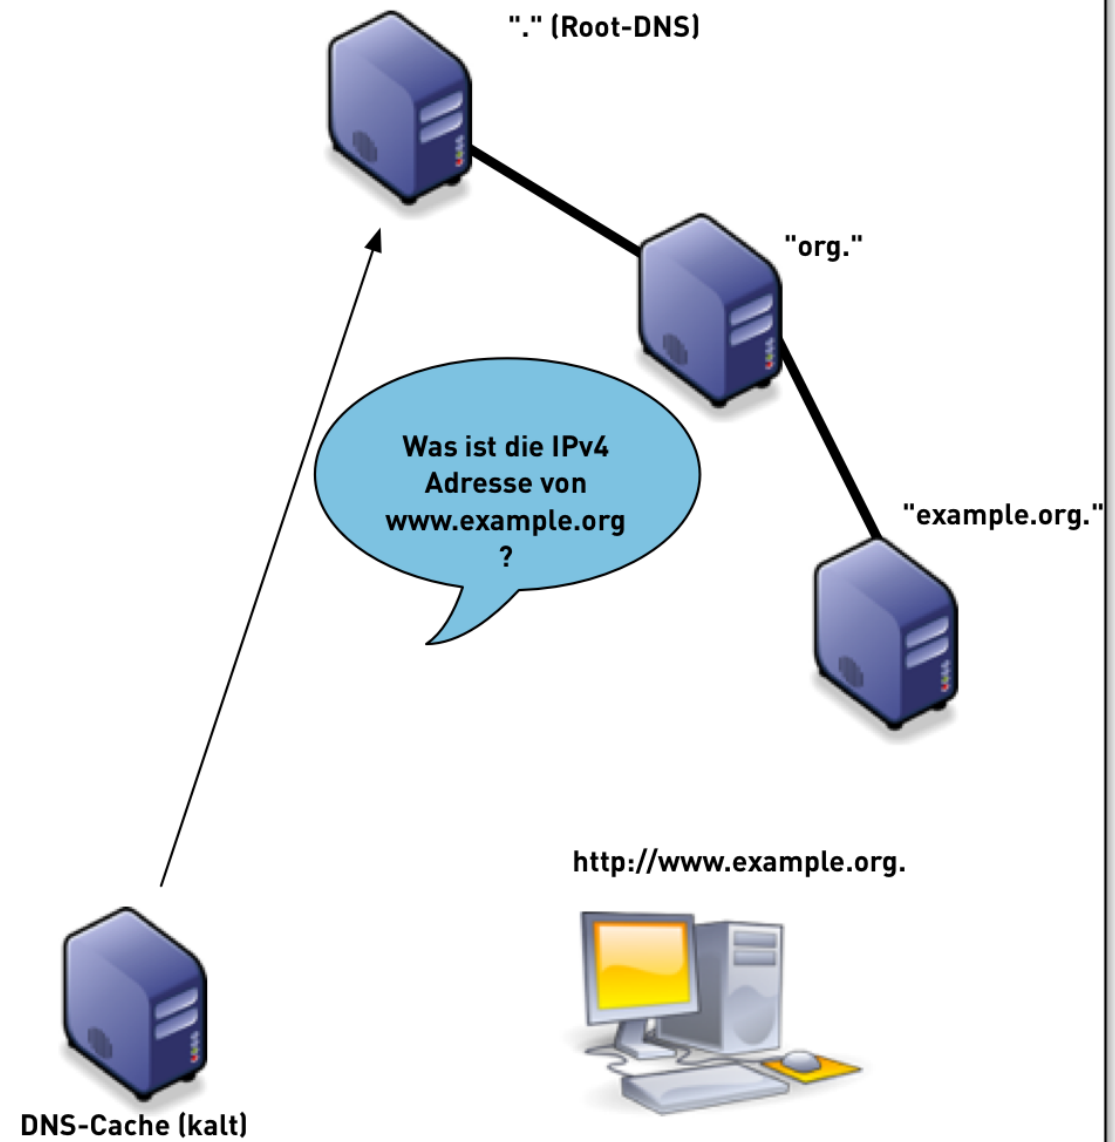 "." (Root-DNS)
"org."
Was ist die IPv4
Adresse von
www.example.org
?
"example.org."
http://www.example.org.
DNS-Cache (kalt)